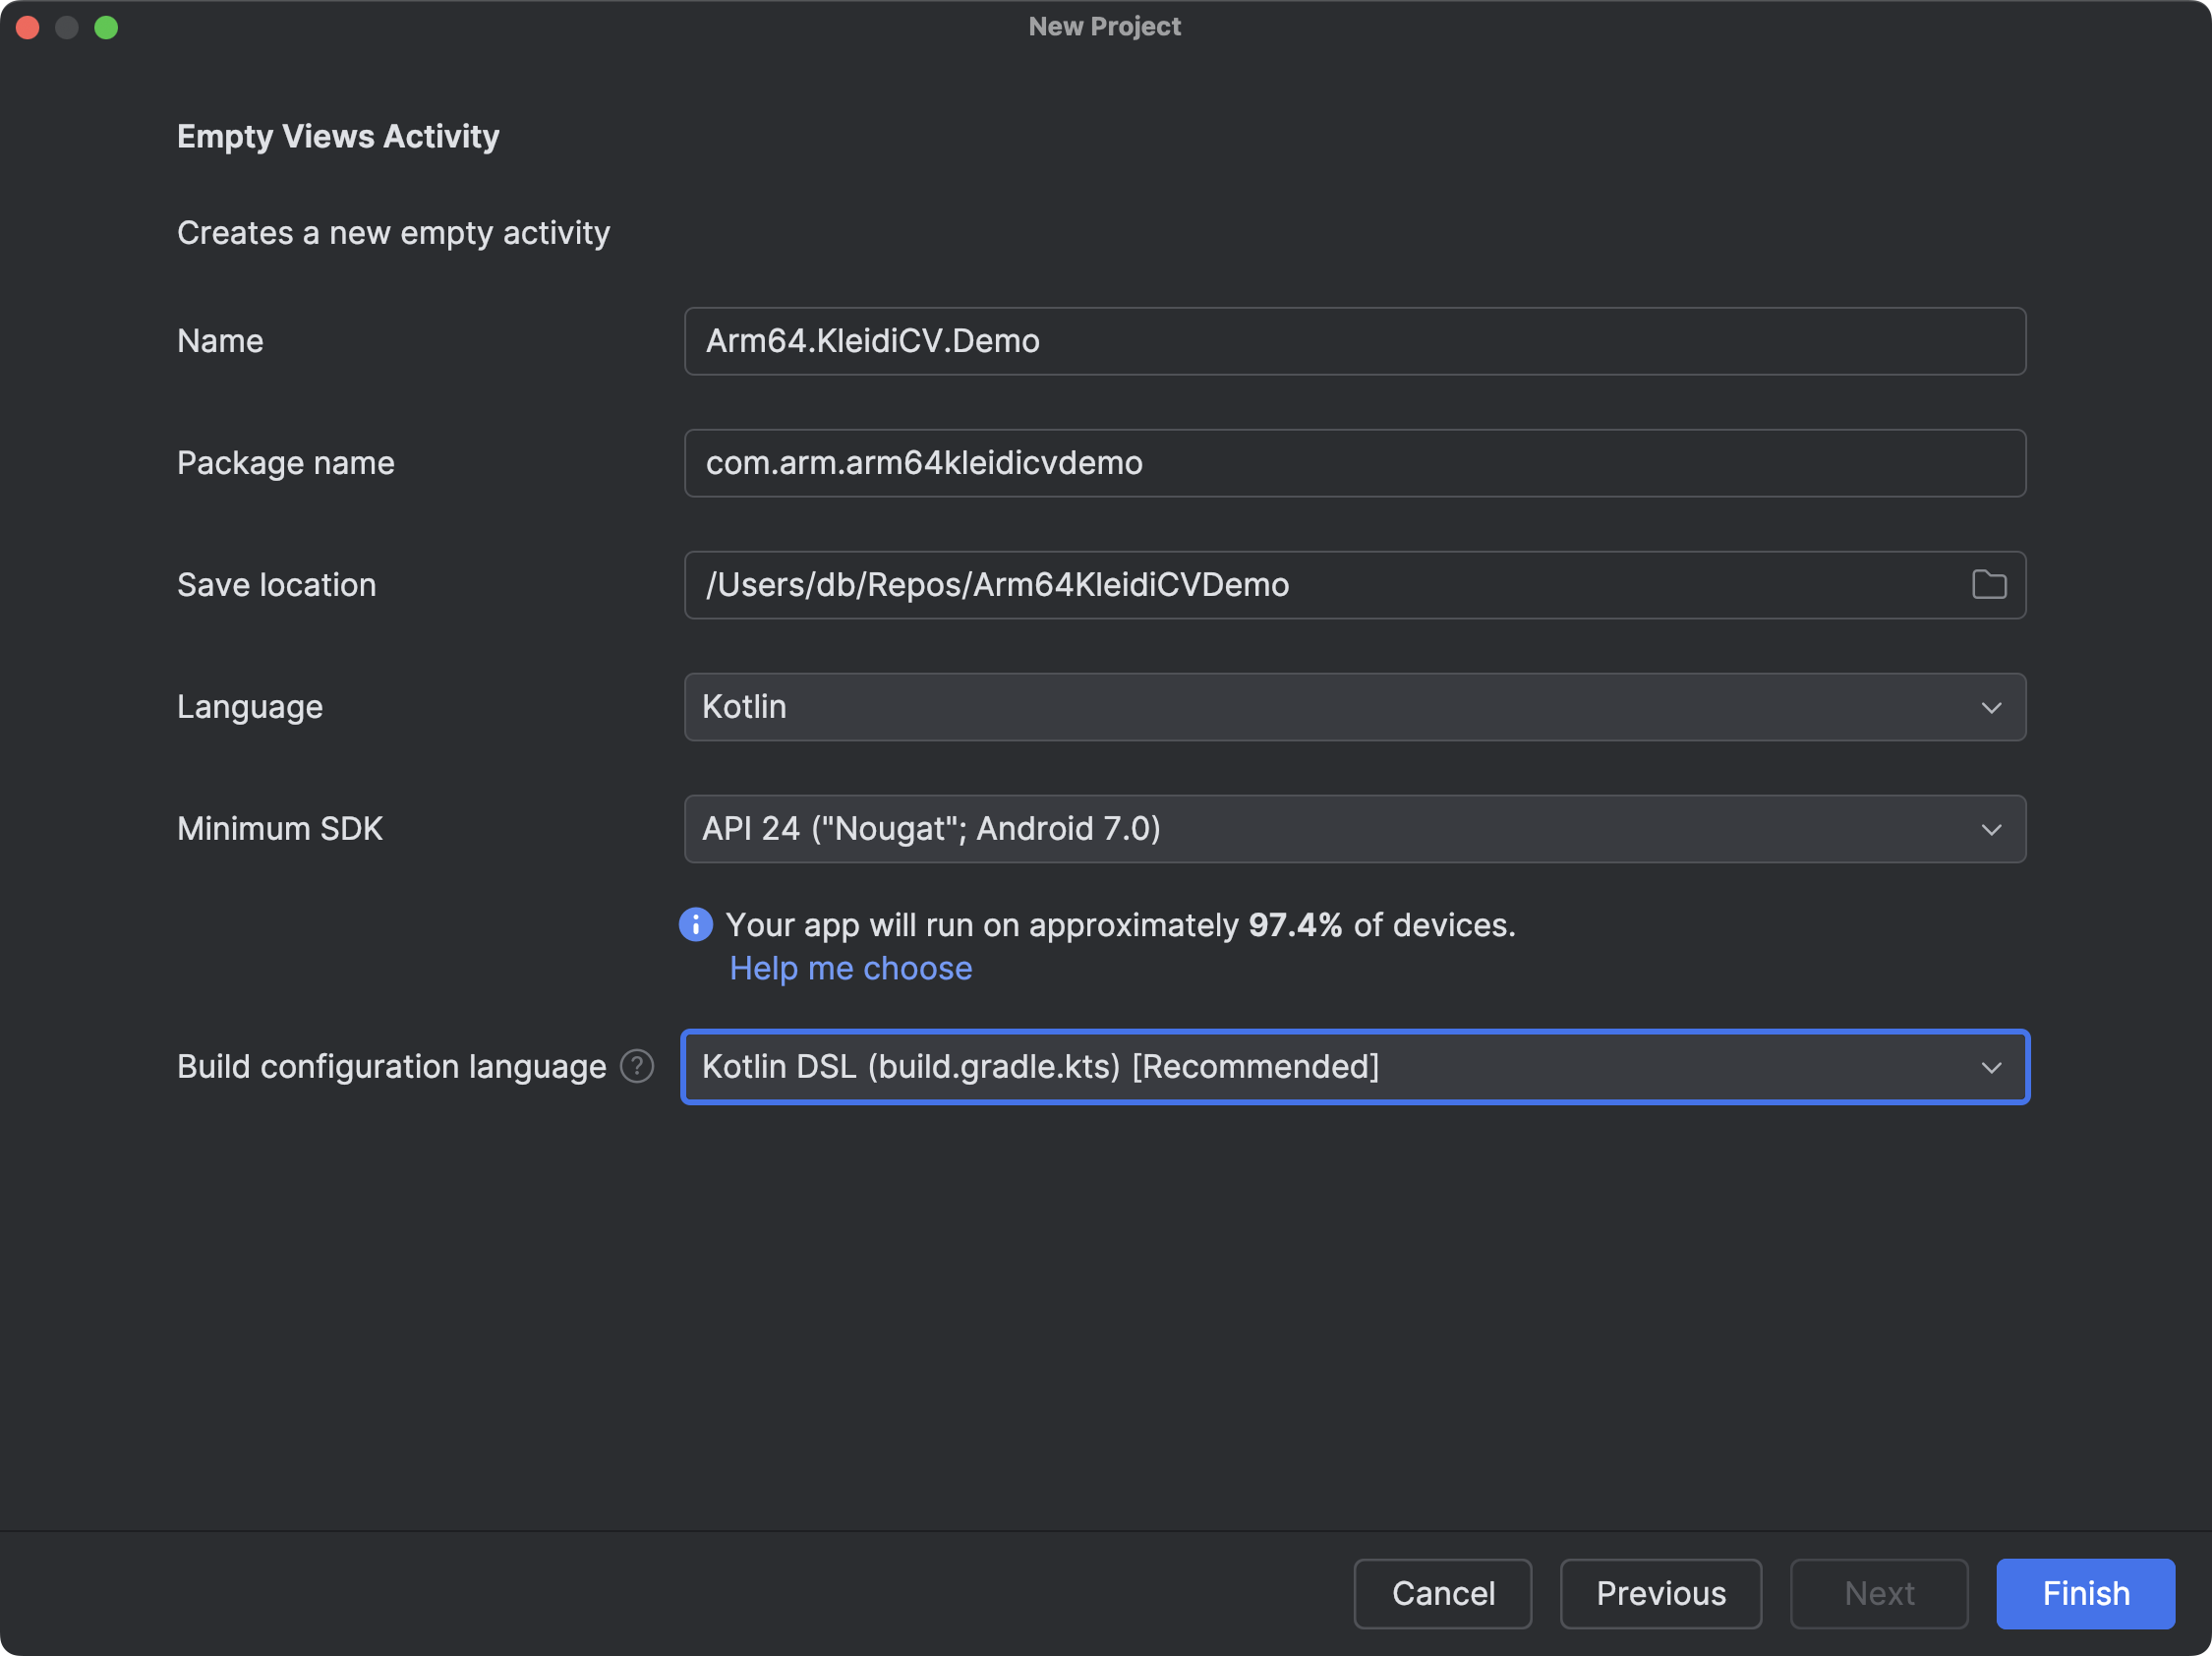 New Project
Empty Views Activity
Creates a new empty activity
Name
Arm64.KleidiCV.Demo
Package name
com.arm.arm64kleidicvdemo
Save location
/Users/db/Repos/Arm64KleidiCVDemo
Language
Kotlin
Minimum SDK
API 24 ("Nougat"; Android 7.0)
Your app will run on approximately 97.4% of devices.
Help me choose
Build configuration language ?
Kotlin DSL (build.gradle.kts) [Recommended]
Cancel
Previous
Next
Finish